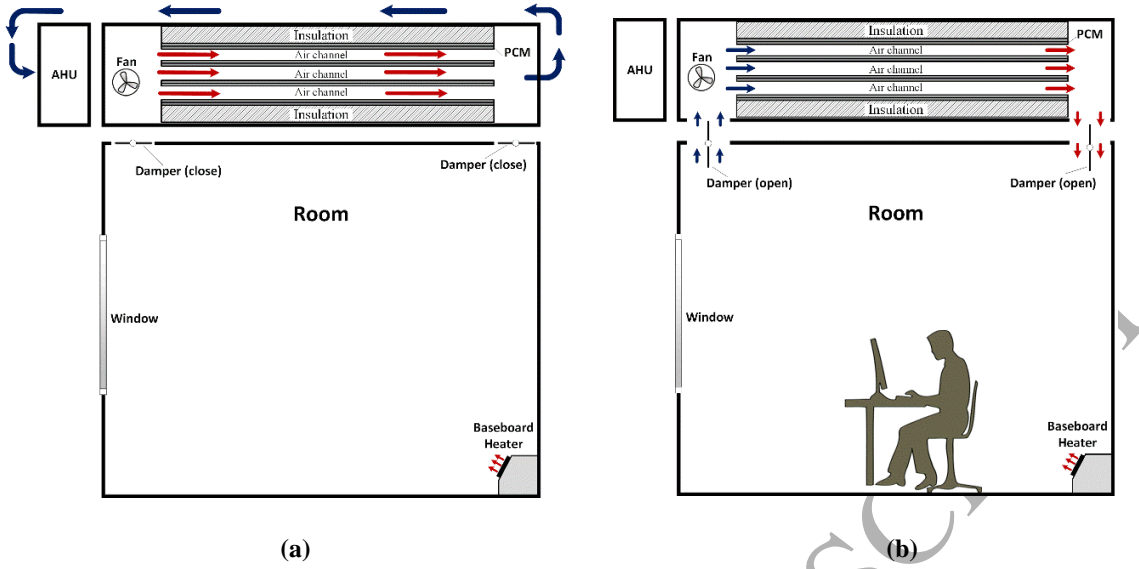 Insulation
Air channel
PCM
Fan
AHU
Air channel
Air channel
Insulation
Damper (close)
Damper (close)
Room
Window
Baseboard
Heater
(a)
Insulation
PCM
Air channel
Fan
AHU
Air channel
Air channel
Insulation
Damper (open)
Damper (open)
Room
Window
Baseboard
Heater
(b)